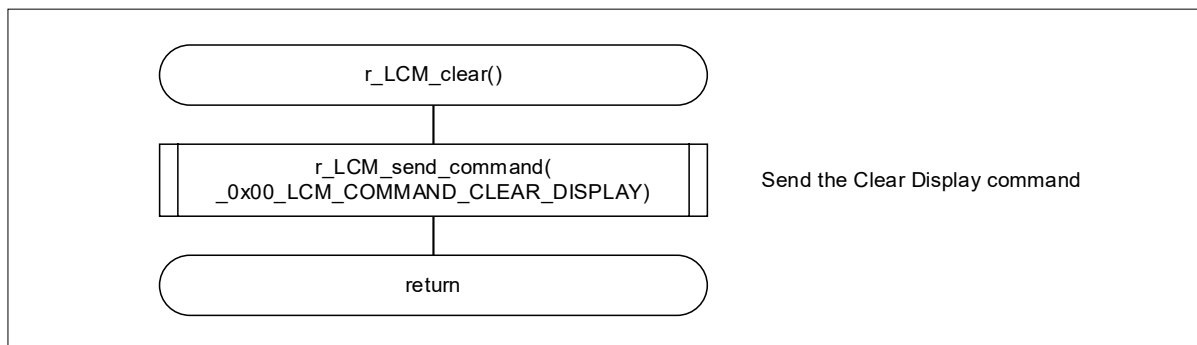 r_LCM_clear()
r_LCM_send_command(
_0x00_LCM_COMMAND_CLEAR_DISPLAY)
Send the Clear Display command
return